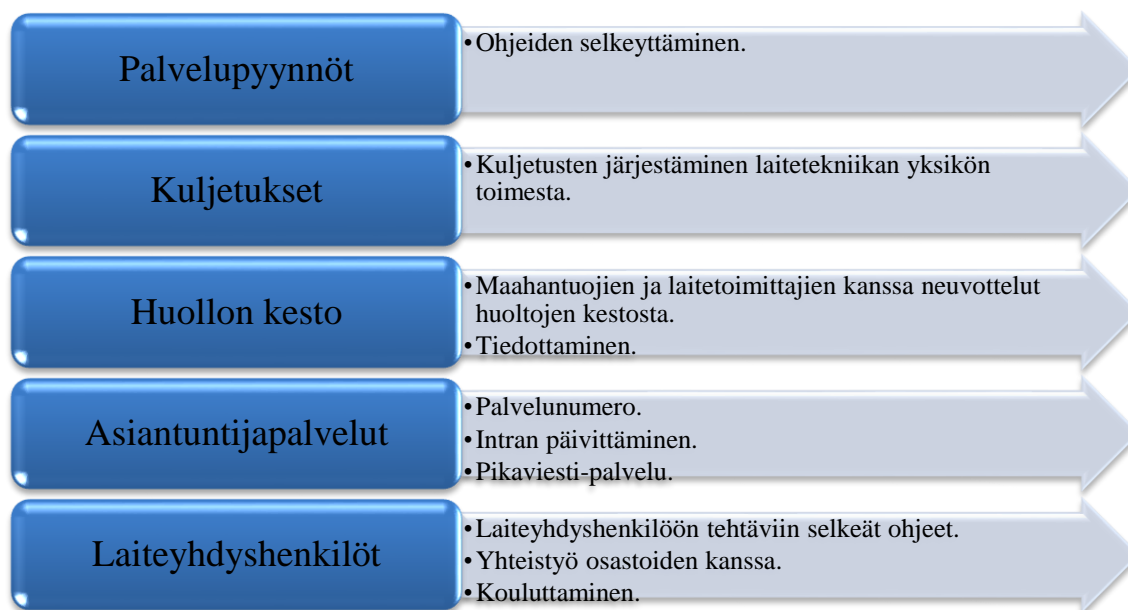 Palvelupyynnöt
•Ohjeiden selkeyttäminen.
Kuljetukset
•Kuljetusten järjestäminen laitetekniikan yksikön
toimesta.
Huollon kesto
•Maahantuojien ja laitetoimittajien kanssa neuvottelut
huoltojen kestosta.
•Tiedottaminen.
Asiantuntijapalvelut
•Palvelunumero.
•Intran päivittäminen.
•Pikaviesti-palvelu.
Laiteyhdyshenkilöt
•Laiteyhdyshenkilöön tehtäviin selkeät ohjeet.
•Yhteistyö osastoiden kanssa.
•Kouluttaminen.